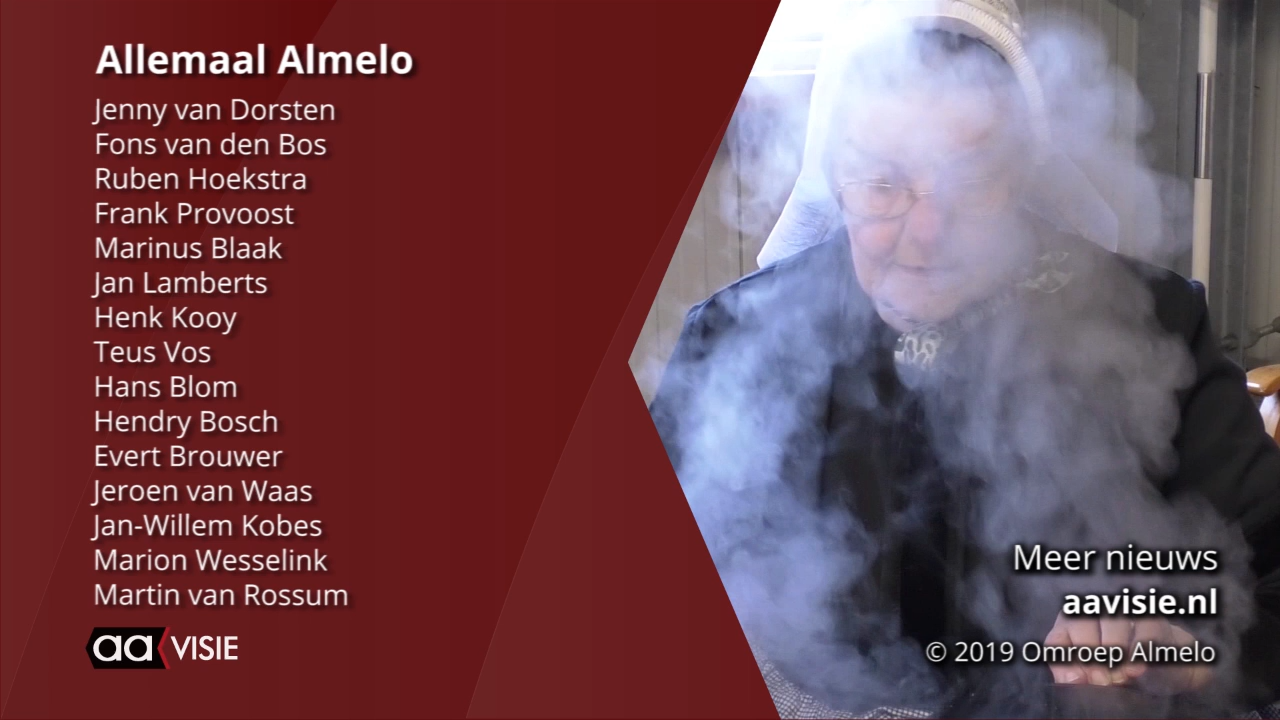 Allemaal Almelo
Jenny van Dorsten
Fons van den Bos
Ruben Hoekstra
Frank Provoost
Marinus Blaak
Jan Lamberts
Henk Kooy
Teus Vos
Hans Blom
Hendry Bosch
Evert Brouwer
Jeroen van Waas
Jan-Willem Kobes
Marion Wesselink
Martin van Rossum
aa VISIE
Meer nieuws
aavisie.nl
© 2019 Omroep Almelo